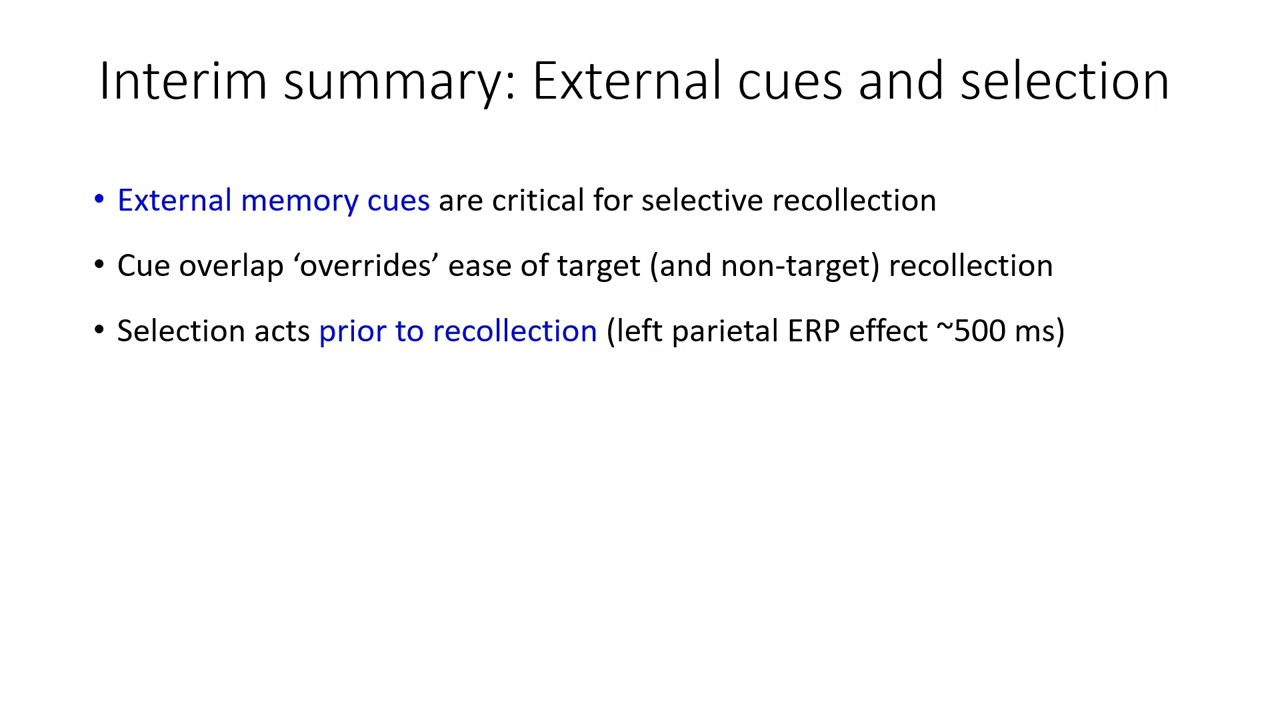 Interim summary: External cues and selection
• External memory cues are critical for selective recollection
• Cue overlap ‘overrides’ ease of target (and non-target) recollection
• Selection acts prior to recollection (left parietal ERP effect ~500 ms)